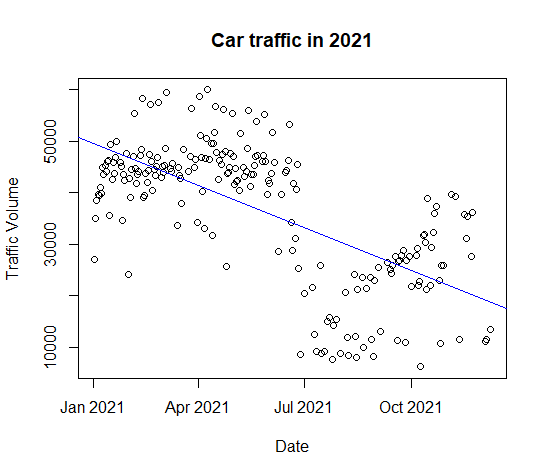 Car traffic in 2021
Traffic Volume
50000
30000
10000
Jan 2021 Apr 2021 Jul 2021 Oct 2021
Date